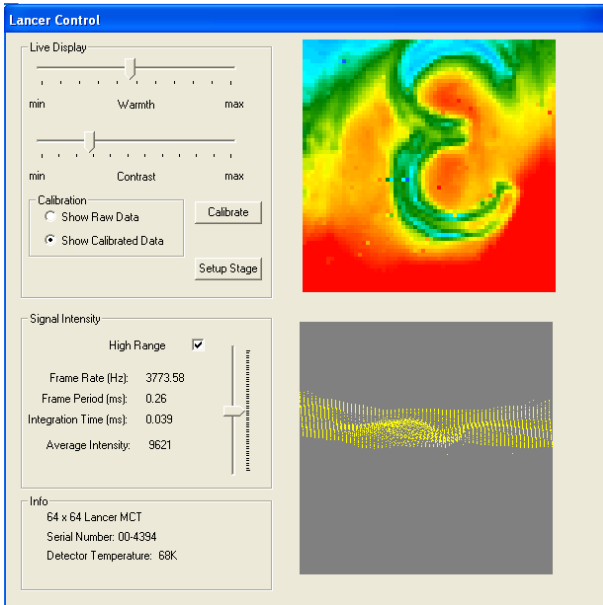 Lancer Control
Live Display
min Warmth max
min Contrast max
Calibration
Show Raw Data
Show Calibrated Data
Calibrate
Setup Stage
Signal Intensity
High Range
Frame Rate (Hz): 3773.58
Frame Period (ms): 0.26
Integration Time (ms): 0.039
Average Intensity: 9621
Info
64 x 64 Lancer MCT
Serial Number: 00-4394
Detector Temperature: 68K